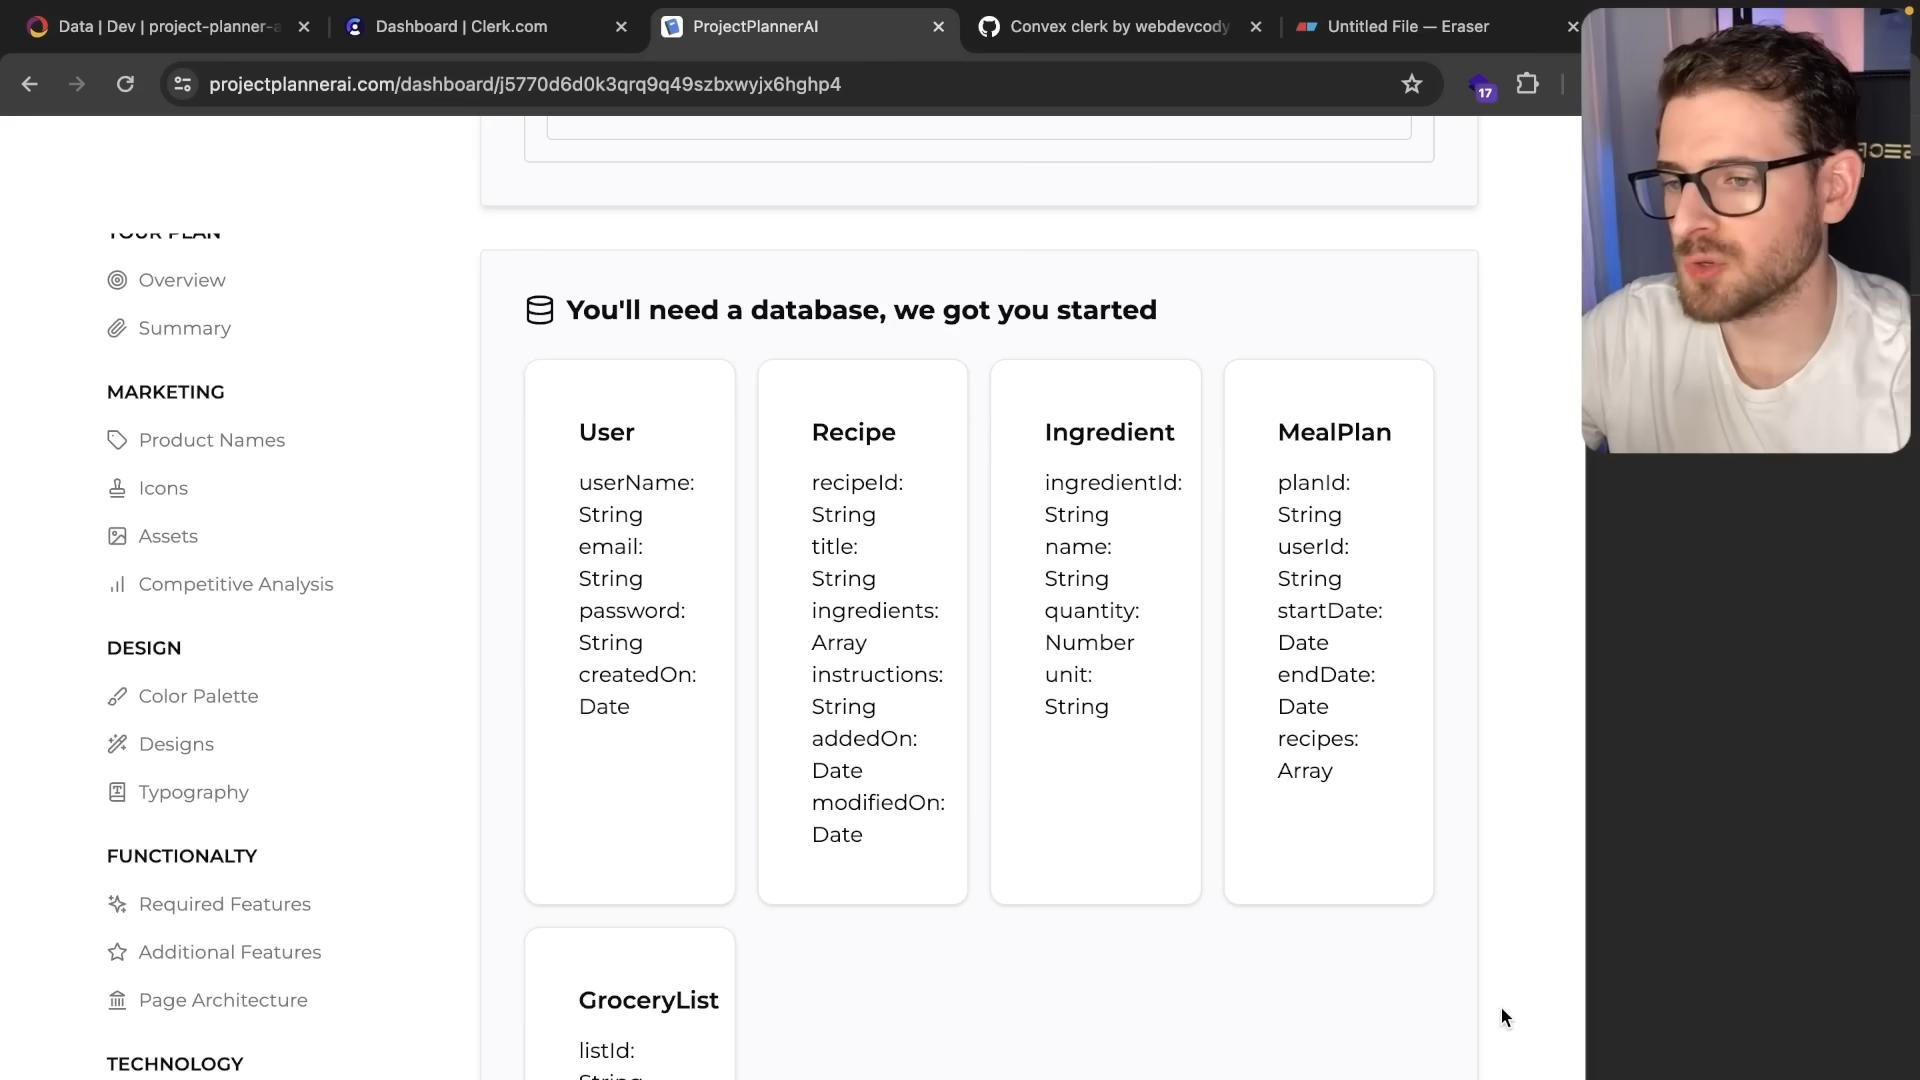 Data | Dev | project-planner-a
Dashboard | Clerk.com
ProjectPlannerAI
Convex clerk by webdevcody
Untitled File — Eraser
projectplannerai.com/dashboard/j5770d6d0k3qrq9q49szbxwyjx6hghp4
17
YOUR PLAN
Overview
Summary
MARKETING
Product Names
Icons
Assets
Competitive Analysis
DESIGN
Color Palette
Designs
Typography
FUNCTIONALTY
Required Features
Additional Features
Page Architecture
TECHNOLOGY
You'll need a database, we got you started
User
userName:
String
email:
String
password:
String
createdOn:
Date
Recipe
recipeId:
String
title:
String
ingredients:
Array
instructions:
String
addedOn:
Date
modifiedOn:
Date
Ingredient
ingredientId:
String
name:
String
quantity:
Number
unit:
String
MealPlan
planId:
String
userId:
String
startDate:
Date
endDate:
Date
recipes:
Array
GroceryList
listId:
String